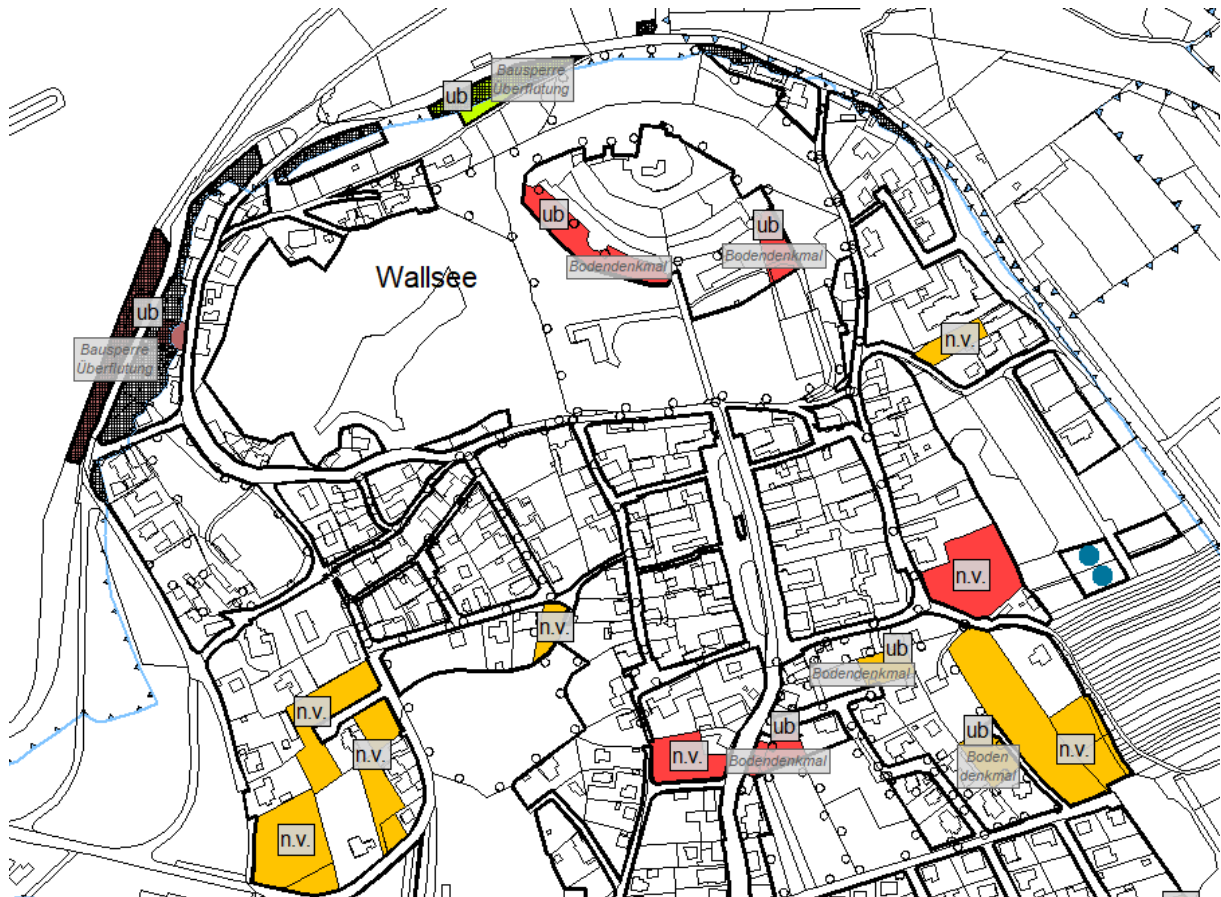 Bausperre
Überflutung
ub
ub
Bodendenkmal
ub
Bodendenkmal
Wallsee
ub
Bausperre
Überflutung
n.v.
n.v.
n.v.
ub
Bodendenkmal
n.v.
n.v.
n.v.
ub
Bodendenkmal
ub
Boden
denkmal
n.v.
n.v.